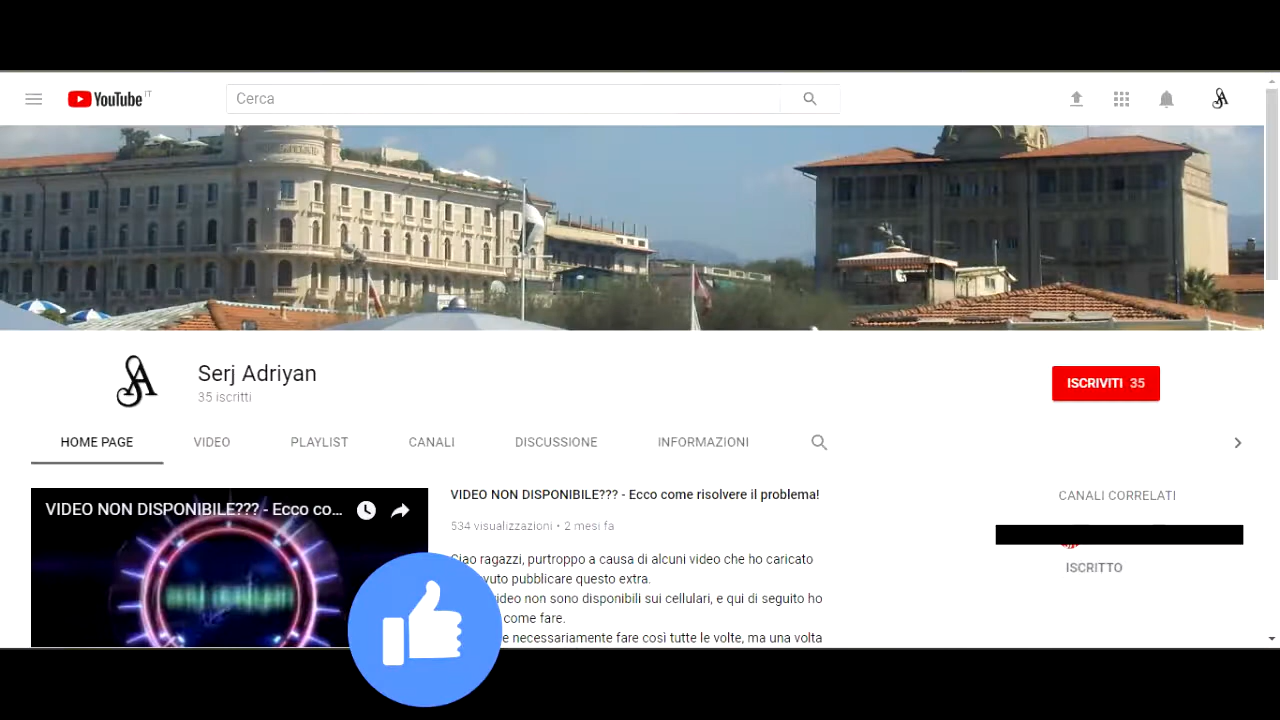 YouTube IT
Cerca
Serj Adriyan
35 iscritti
ISCRIVITI 35
HOME PAGE VIDEO PLAYLIST CANALI DISCUSSIONE INFORMAZIONI
VIDEO NON DISPONIBILE??? - Ecco co...
VIDEO NON DISPONIBILE??? - Ecco come risolvere il problema!
534 visualizzazioni • 2 mesi fa
Ciao ragazzi, purtroppo a causa di alcuni video che ho caricato
pubblicare questo extra.
non sono disponibili sui cellulari, e qui di seguito ho
come fare.
necessariamente fare così tutte le volte, ma una volta
CANALI CORRELATI
ISCRITTO